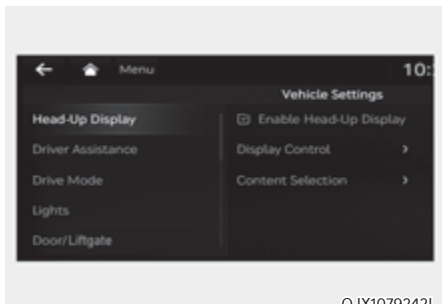 Menu
10:
Vehicle Settings
Head-Up Display
Enable Head-Up Display
Driver Assistance
Display Control
Drive Mode
Content Selection
Lights
Door/Liftgate